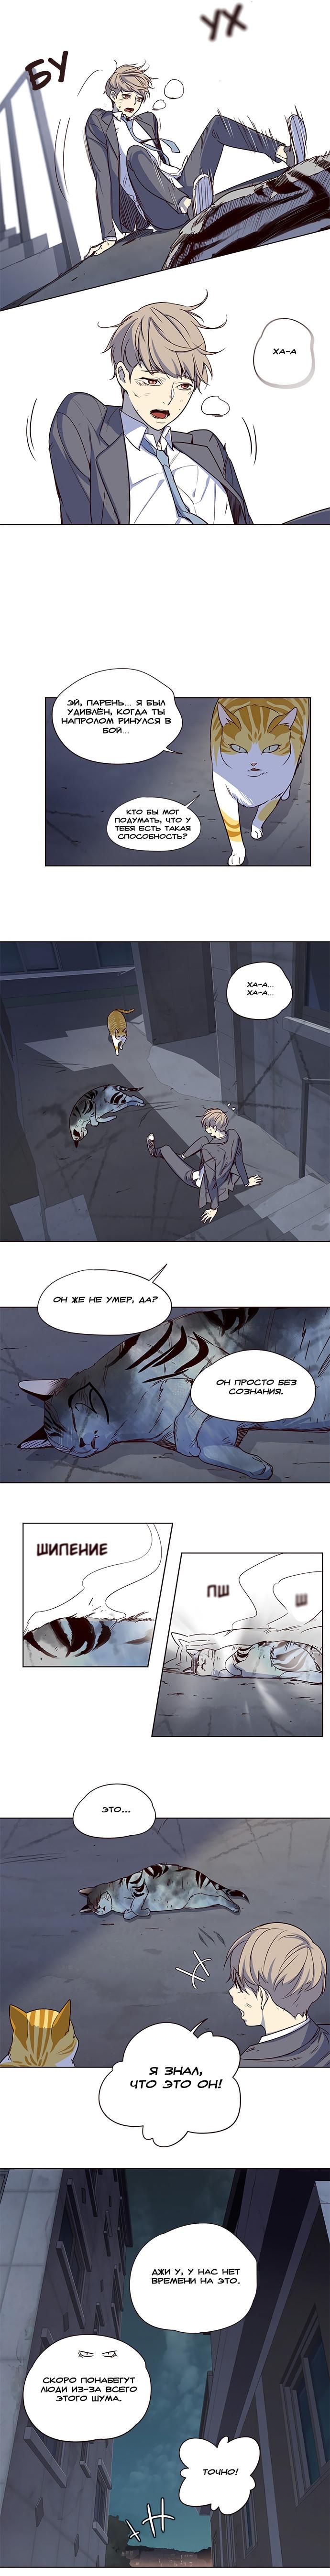 УХ
БУ
ХА-А
ЭЙ, ПАРЕНЬ... Я БЫЛ
УДИВЛЁН, КОГДА ТЫ
НАПРОЛОМ РИНУЛСЯ В
БОЙ...
КТО БЫ МОГ
ПОДУМАТЬ, ЧТО У
ТЕБЯ ЕСТЬ ТАКАЯ
СПОСОБНОСТЬ?
ХА-А...
ХА-А...
ОН ЖЕ НЕ УМЕР, ДА?
ОН ПРОСТО БЕЗ
СОЗНАНИЯ.
ШИПЕНИЕ
ПШ
Ш
ЭТО...
Я ЗНАЛ,
ЧТО ЭТО ОН!
ДЖИ У, У НАС НЕТ
ВРЕМЕНИ НА ЭТО.
СКОРО ПОНАБЕГУТ
ЛЮДИ ИЗ-ЗА ВСЕГО
ЭТОГО ШУМА.
ТОЧНО!